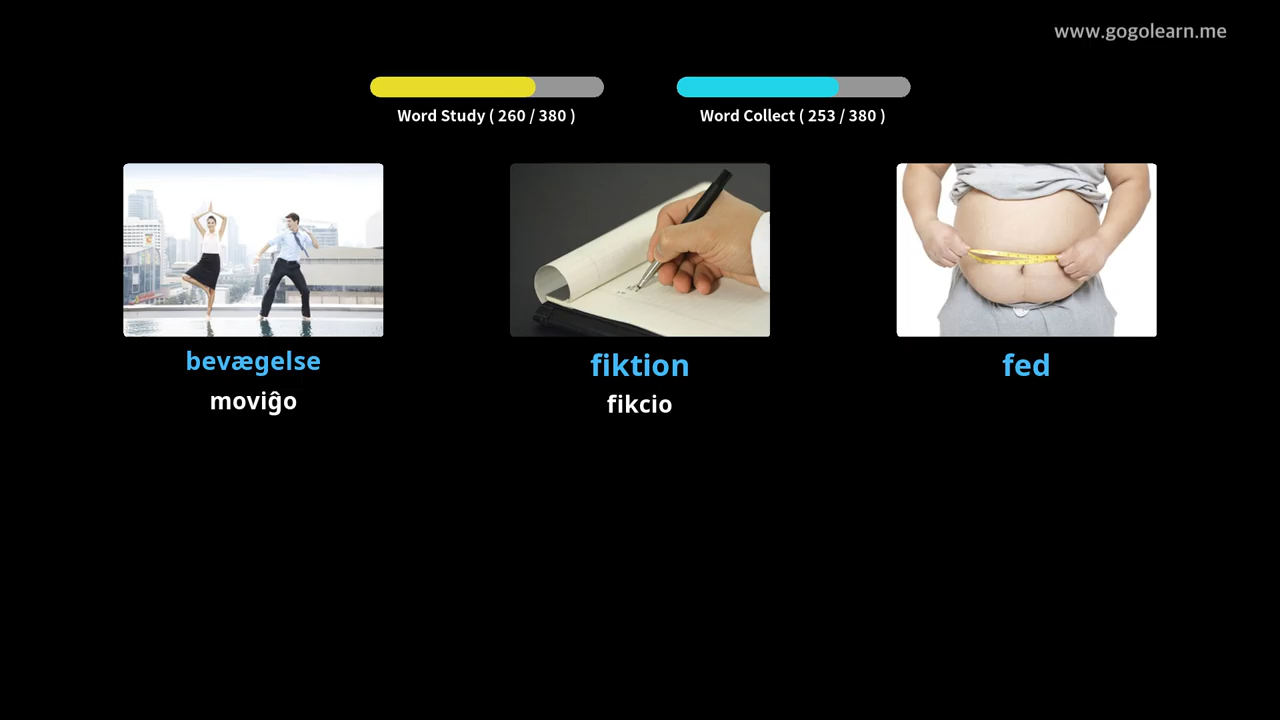 www.gogolearn.me
Word Study ( 260 / 380 )
Word Collect ( 253 / 380 )
bevægelse
moviĝo
fiktion
fikcio
fed